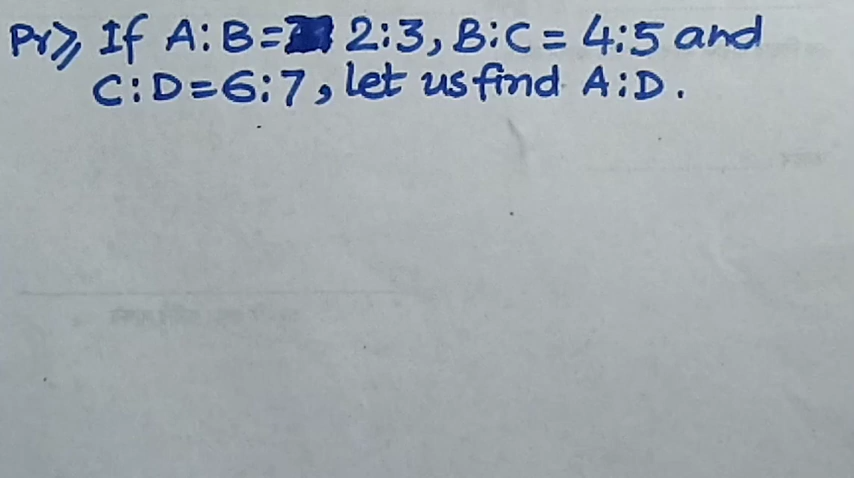 Pr⟩⟩ If A:B= 2:3, B:C = 4:5 and
C:D=6:7, let us find A:D.